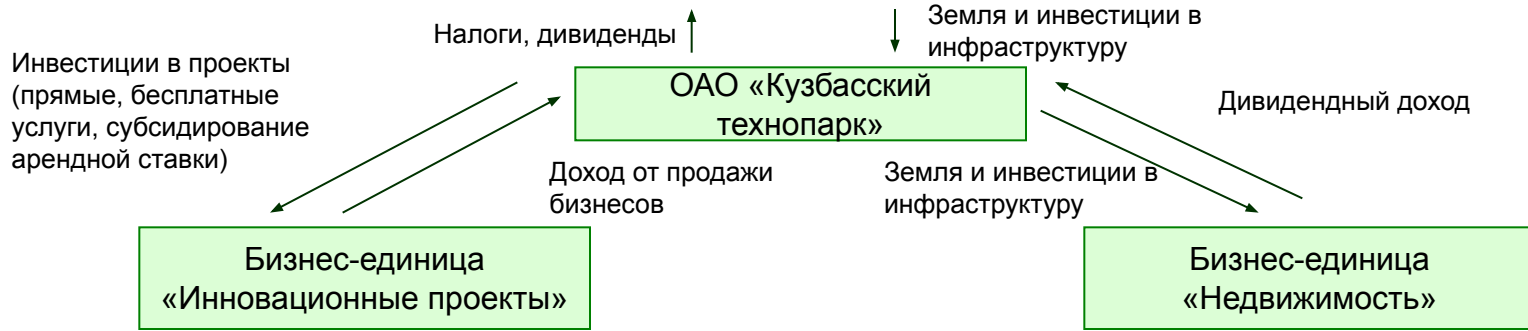 Налоги, дивиденды
Земля и инвестиции в
инфраструктуру
Инвестиции в проекты
(прямые, бесплатные
услуги, субсидирование
арендной ставки)
ОАО «Кузбасский
технопарк»
Дивидендный доход
Доход от продажи
бизнесов
Земля и инвестиции в
инфраструктуру
Бизнес-единица
«Инновационные проекты»
Бизнес-единица
«Недвижимость»